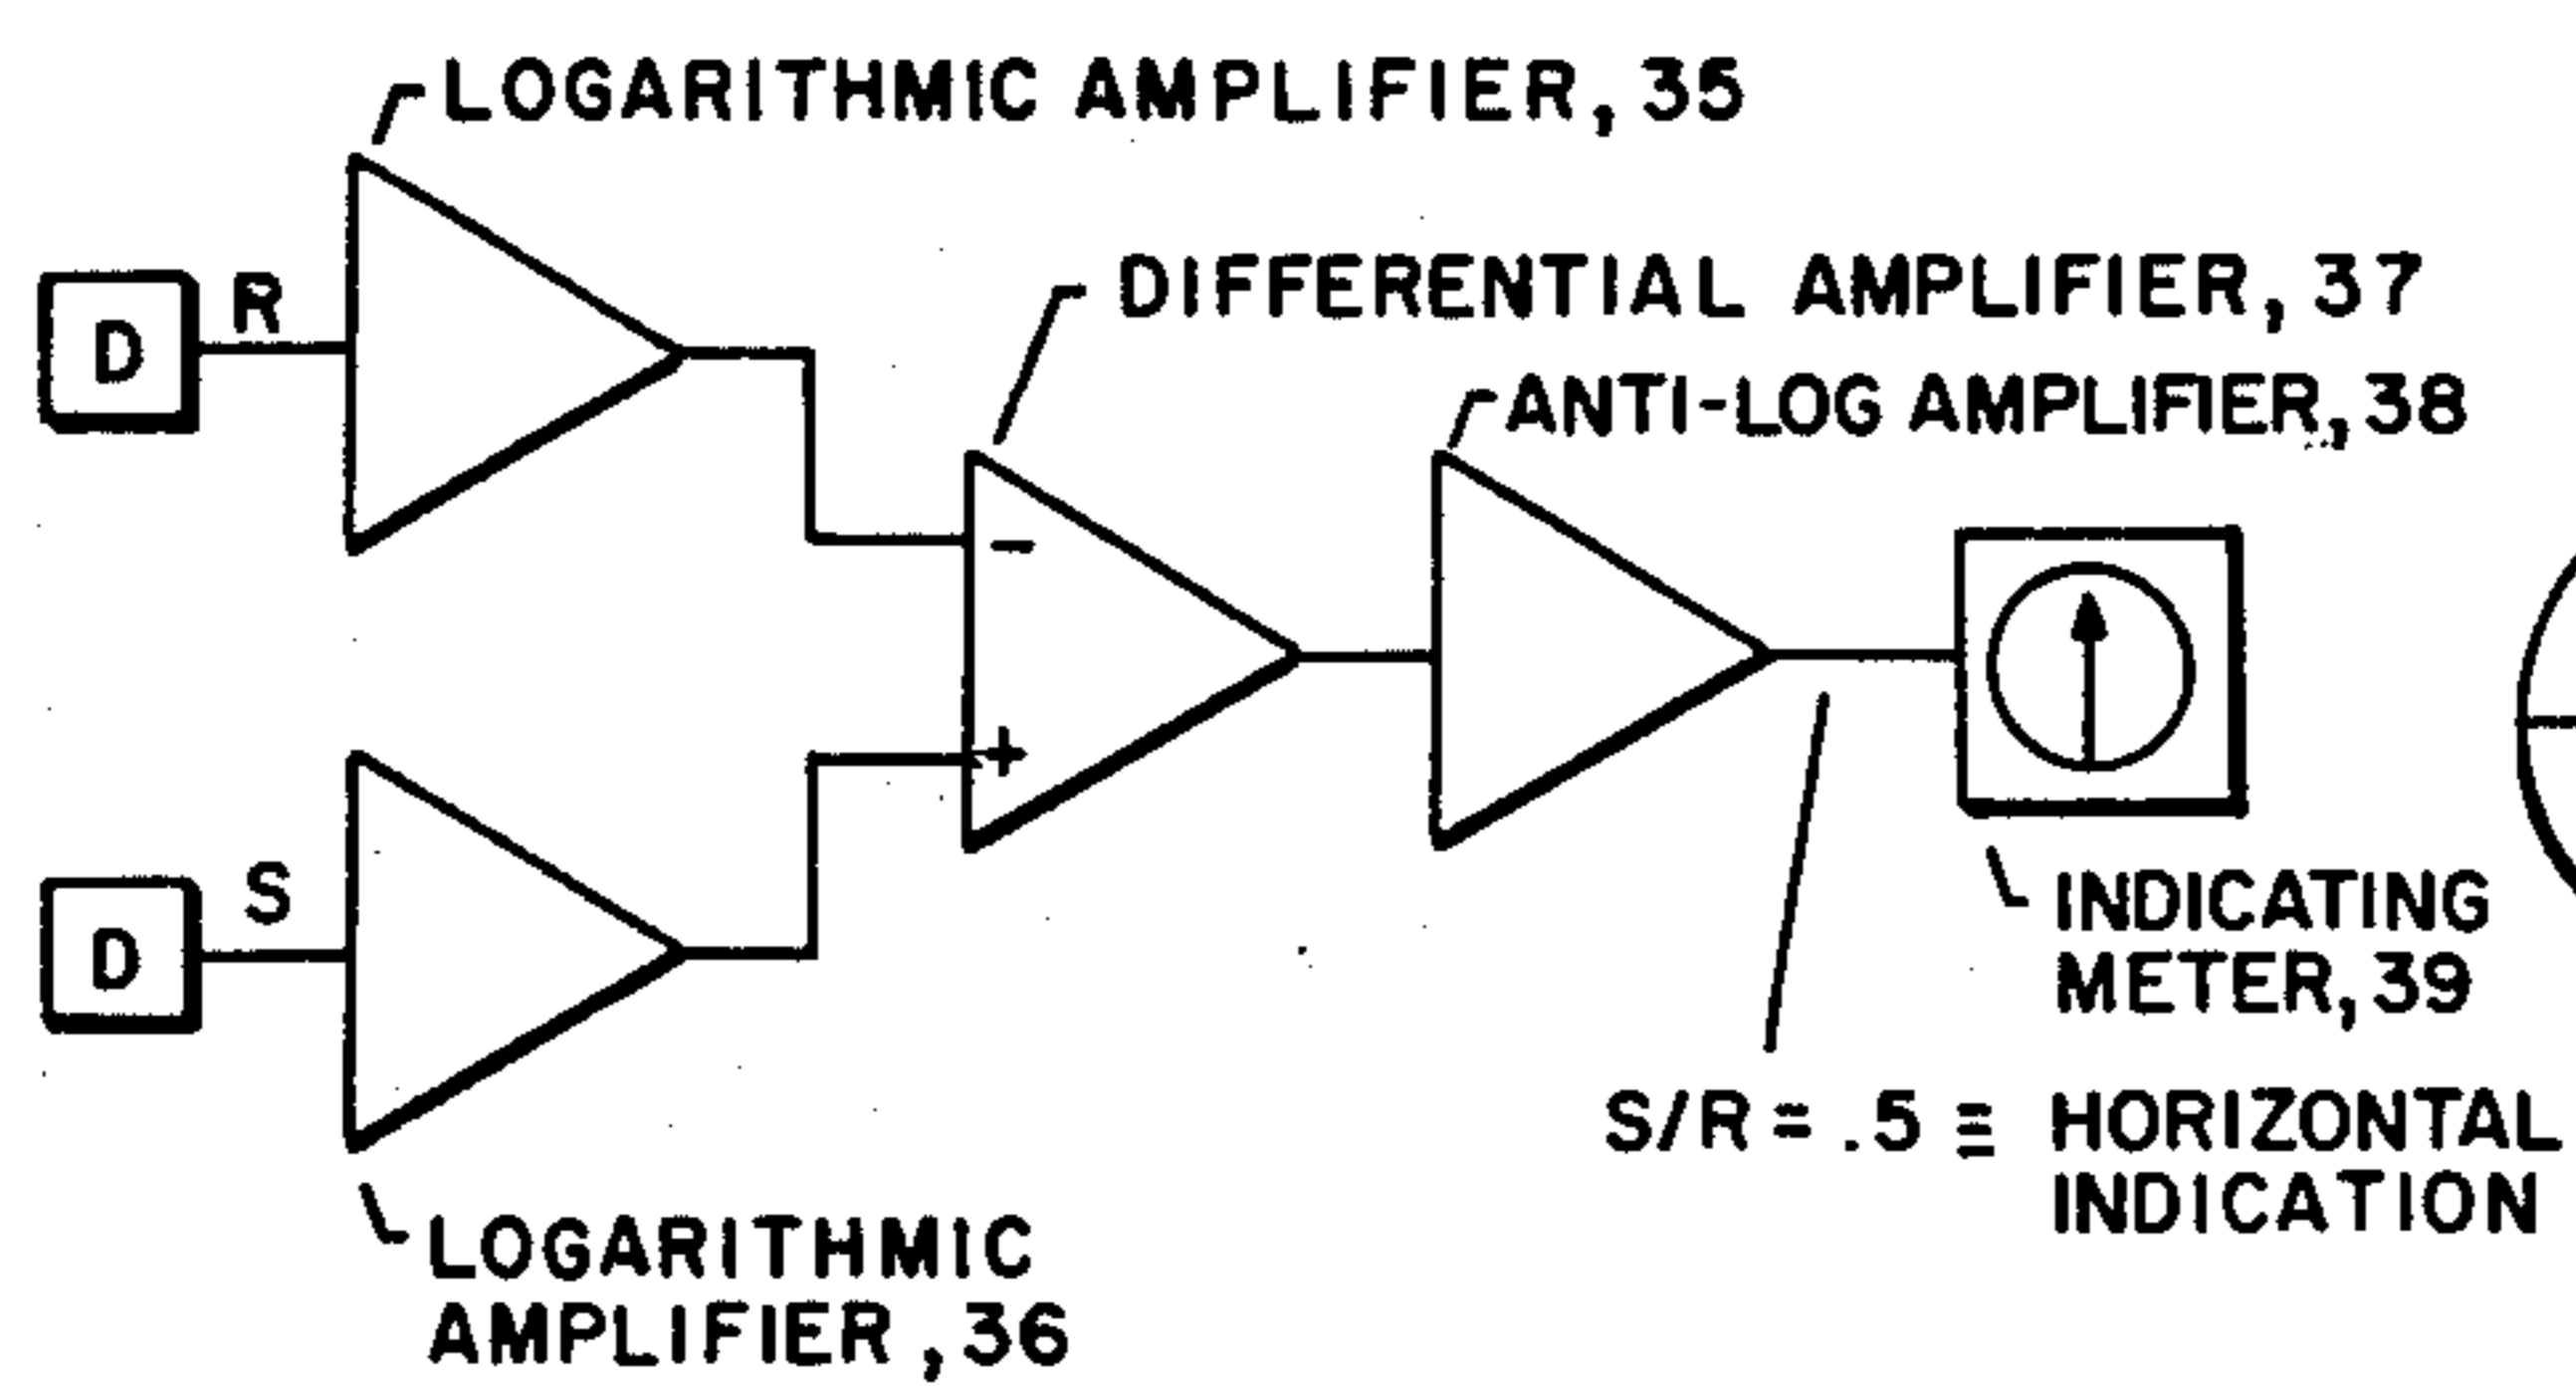 LOGARITHMIC AMPLIFIER, 35
DIFFERENTIAL AMPLIFIER, 37
ANTI-LOG AMPLIFIER, 38
R
D
-
+
S
D
INDICATING
METER, 39
S/R = .5 ≡ HORIZONTAL
INDICATION
LOGARITHMIC
AMPLIFIER, 36